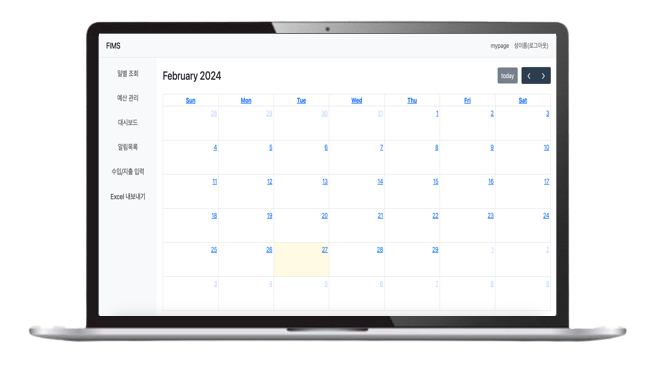 FIMS
mypage 성이름(로그아웃)
일별 조회
예산 관리
대시보드
알림목록
수입/지출 입력
Excel 내보내기
February 2024
today
Sun Mon Tue Wed Thu Fri Sat
28 29 30 31 1 2 3
4 5 6 7 8 9 10
11 12 13 14 15 16 17
18 19 20 21 22 23 24
25 26 27 28 29 1 2
3 4 5 6 7 8 9